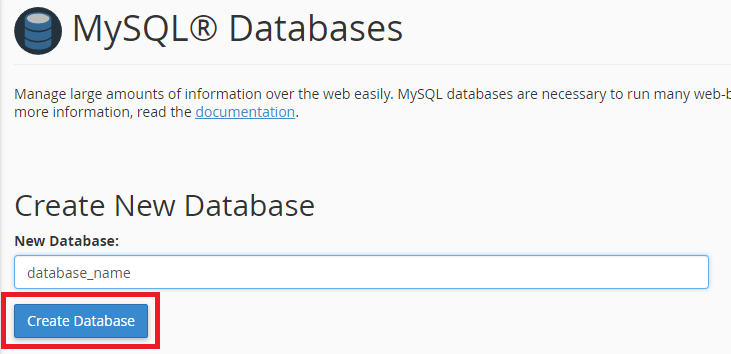 MySQL® Databases
Manage large amounts of information over the web easily. MySQL databases are necessary to run many web-b
more information, read the documentation.
Create New Database
New Database:
database_name
Create Database